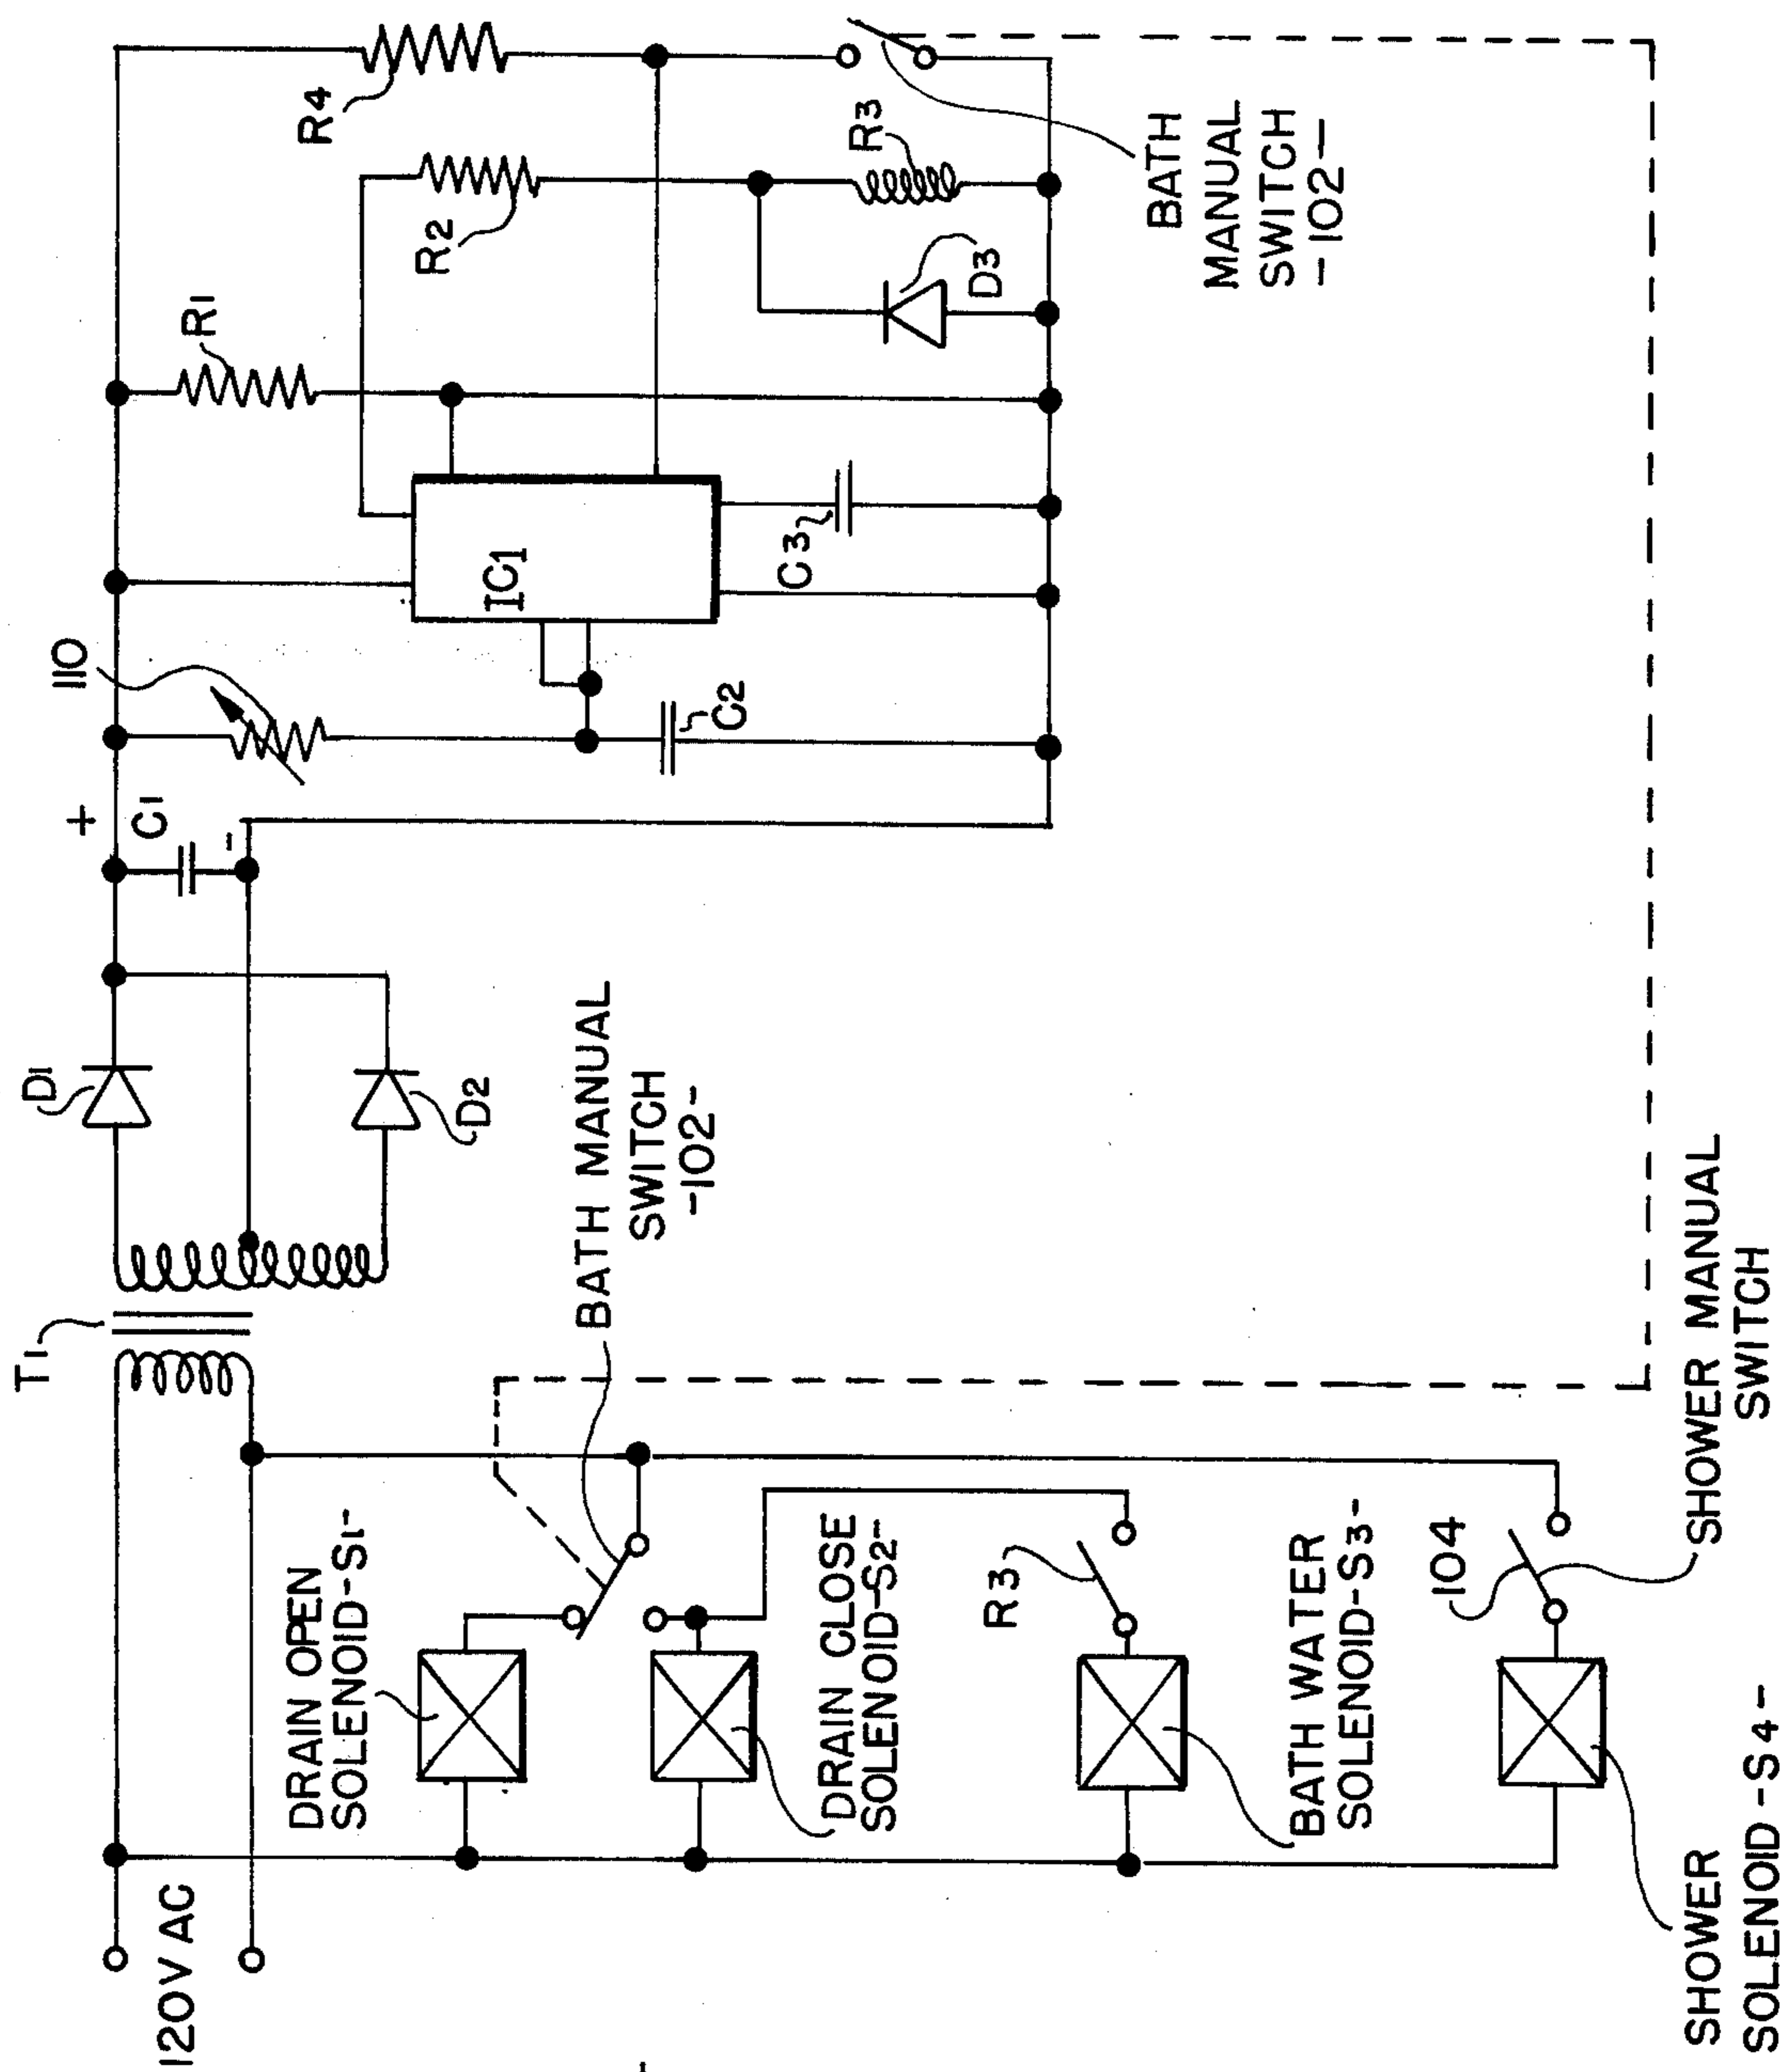 120V AC
T1
D1
D2
+
C1
-
110
C2
IC1
C3
R1
R2
R4
R3
D3
BATH
MANUAL
SWITCH
-102-
BATH MANUAL
SWITCH
-102-
DRAIN OPEN
SOLENOID-S1-
DRAIN CLOSE
SOLENOID-S2-
R3
BATH WATER
SOLENOID-S3-
104
SHOWER MANUAL
SWITCH
SHOWER
SOLENOID-S4-